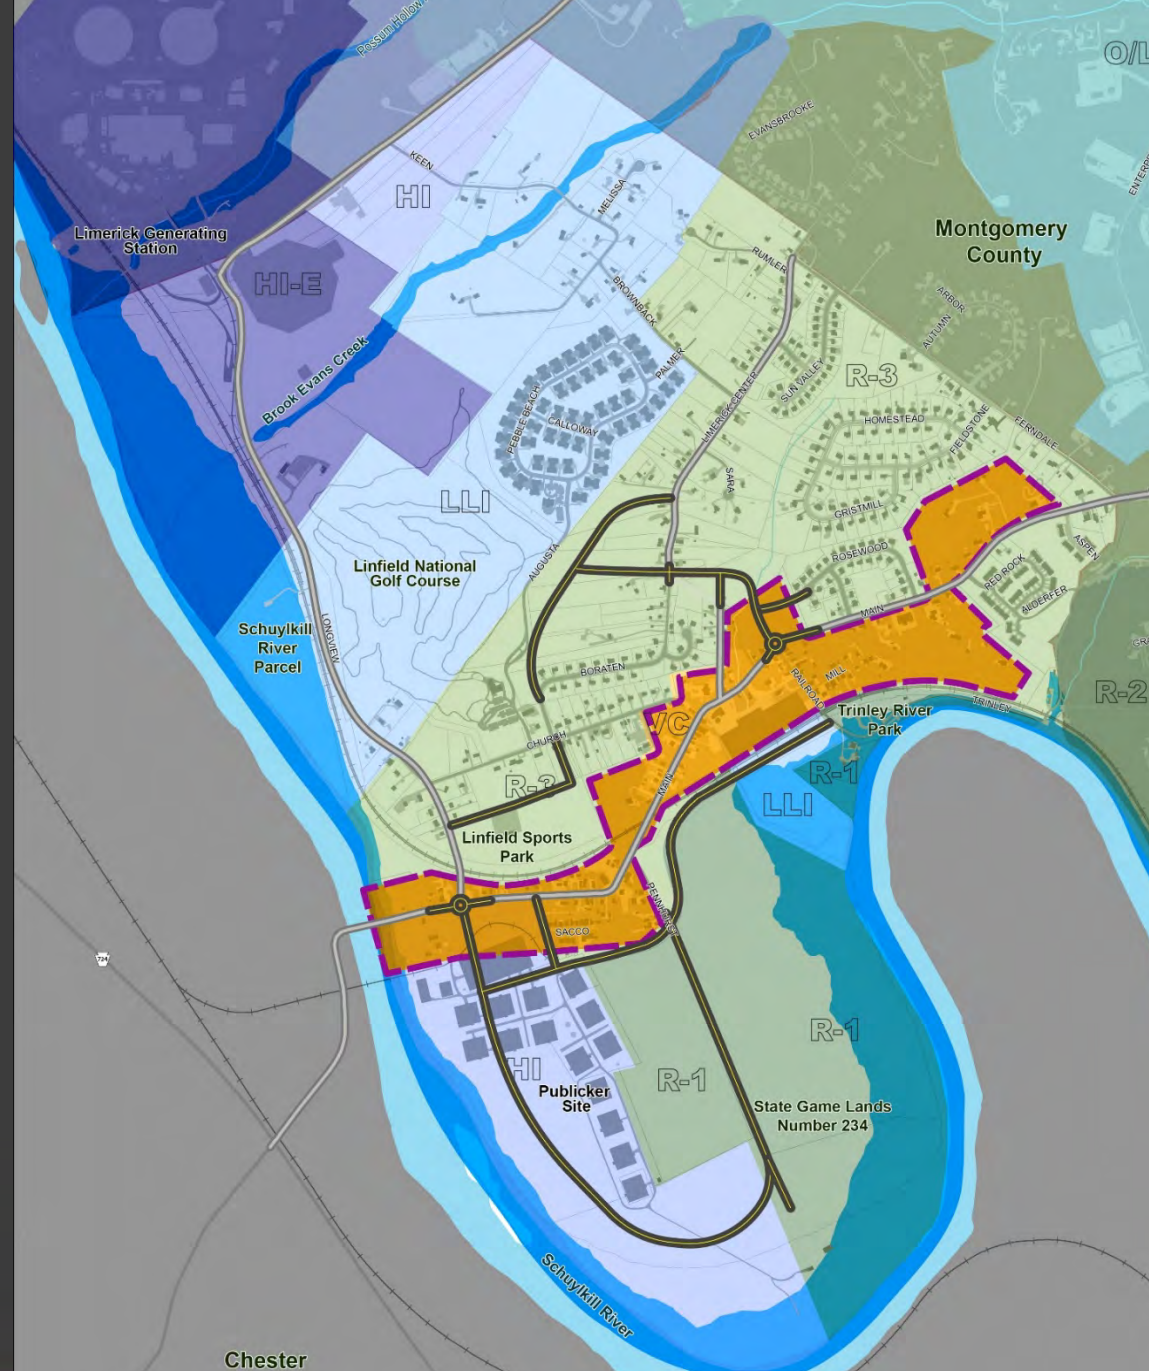 Possum Hollow
O/L
EVANSBROOKE
KEEN
HI
MELISSA
Limerick Generating
Station
Montgomery
County
RUMLER
HI-E
BROWNBACK
ARBOR
AUTUMN
Brook Evans Creek
PALMER
SUN VALLEY
R-3
PEBBLE BEACH
CALLOWAY
LIMERICK CENTER
HOMESTEAD
FIELDSTONE
FERNDALE
SARA
LLI
GRISTMILL
ASPEN
ROSEWOOD
AUGUSTA
Linfield National
Golf Course
RED ROCK
ALDERFER
MAIN
LONGVIEW
Schuylkill
River
Parcel
BORATEN
MILL
RAILROAD
TRINLEY
R-2
Trinley River
Park
VC
CHURCH
R-3
MAIN
R-1
LLI
Linfield Sports
Park
PENNHURST
SACCO
724
R-1
HI
R-1
Publicker
Site
State Game Lands
Number 234
Schuylkill River
Chester